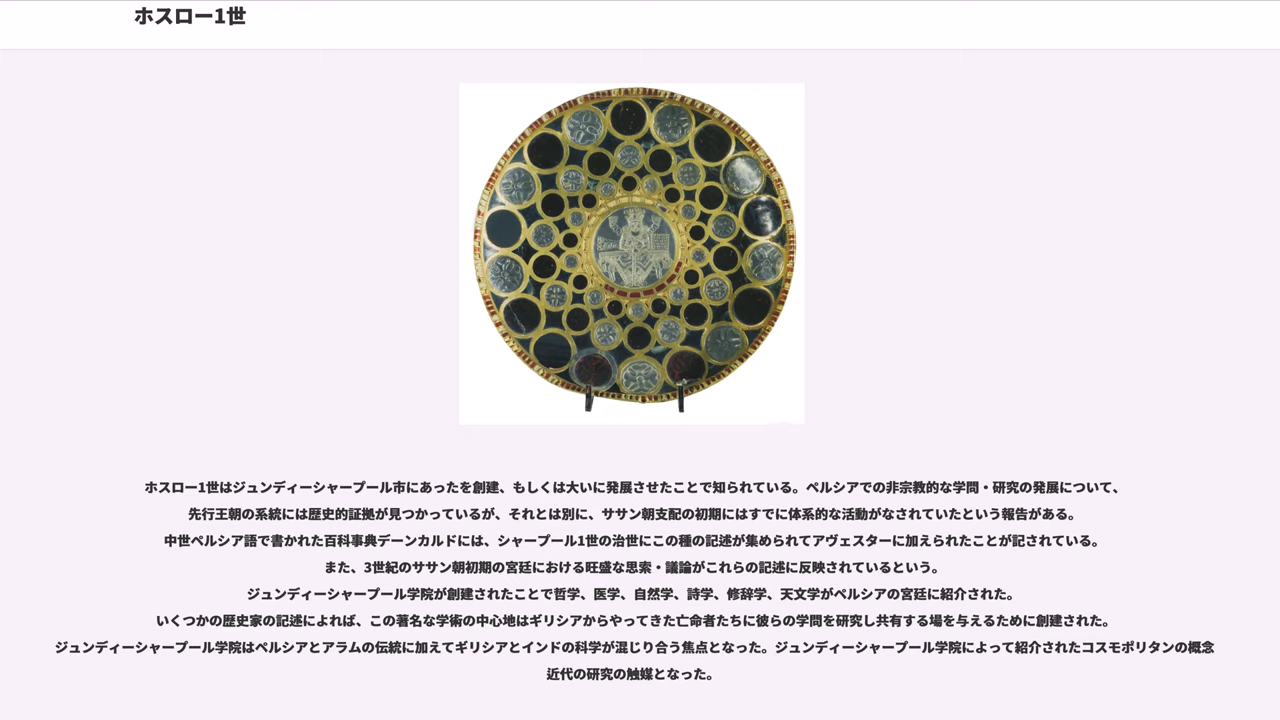 ホスロー1世
ホスロー1世はジュンディーシャープール市にあったを創建、もしくは大いに発展させたことで知られている。ペルシアでの非宗教的な学問・研究の発展について、
先行王朝の系統には歴史的証拠が見つかっているが、それとは別に、ササン朝支配の初期にはすでに体系的な活動がなされていたという報告がある。
中世ペルシア語で書かれた百科事典デーンカルドには、シャープール1世の治世にこの種の記述が集められてアヴェスターに加えられたことが記されている。
また、3世紀のササン朝初期の宮廷における旺盛な思索・議論がこれらの記述に反映されているという。
ジュンディーシャープール学院が創建されたことで哲学、医学、自然学、詩学、修辞学、天文学がペルシアの宮廷に紹介された。
いくつかの歴史家の記述によれば、この著名な学術の中心地はギリシアからやってきた亡命者たちに彼らの学問を研究し共有する場を与えるために創建された。
ジュンディーシャープール学院はペルシアとアラムの伝統に加えてギリシアとインドの科学が混じり合う焦点となった。ジュンディーシャープール学院によって紹介されたコスモポリタンの概念
近代の研究の触媒となった。